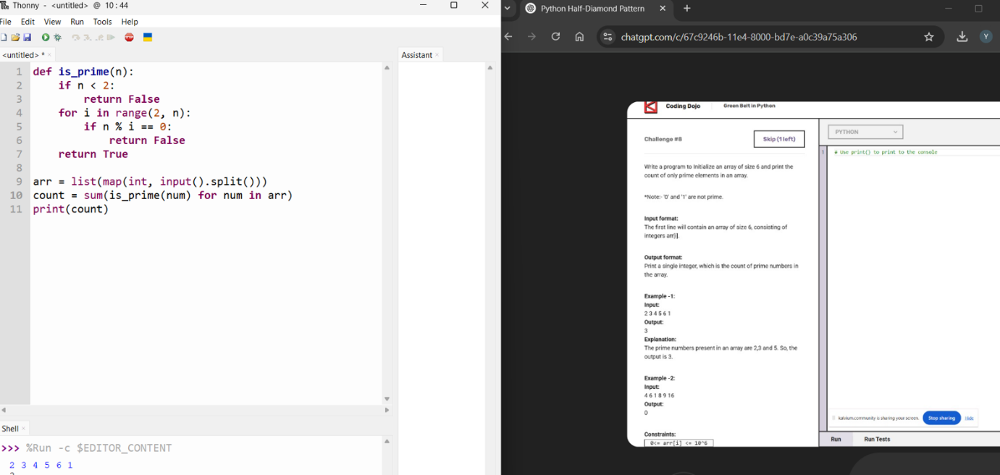 Thonny - <untitled> @ 10:44
File Edit View Run Tools Help
<untitled> * ×
Assistant ×
1 def is_prime(n):
2     if n < 2:
3         return False
4     for i in range(2, n):
5         if n % i == 0:
6             return False
7     return True
8
9 arr = list(map(int, input().split()))
10 count = sum(is_prime(num) for num in arr)
11 print(count)
Shell ×
>>> %Run -c $EDITOR_CONTENT
2 3 4 5 6 1
Python Half-Diamond Pattern
chatgpt.com/c/67c9246b-11e4-8000-bd7e-a0c39a75a306
Y
Coding Dojo Green Belt in Python
Challenge #8
Skip (1 left)
Write a program to Initialize an array of size 6 and print the
count of only prime elements in an array.
*Note:- '0' and '1' are not prime.
Input format:
The first line will contain an array of size 6, consisting of
integers arr[i].
Output format:
Print a single integer, which is the count of prime numbers in
the array.
Example -1:
Input:
2 3 4 5 6 1
Output:
3
Explanation:
The prime numbers present in an array are 2,3 and 5. So, the
output is 3.
Example -2:
Input:
4 6 1 8 9 16
Output:
0
Constraints:
0<= arr[i] <= 10^6
PYTHON
1 # Use print() to print to the console
kalvium.community is sharing your screen. Stop sharing Hide
Run Run Tests